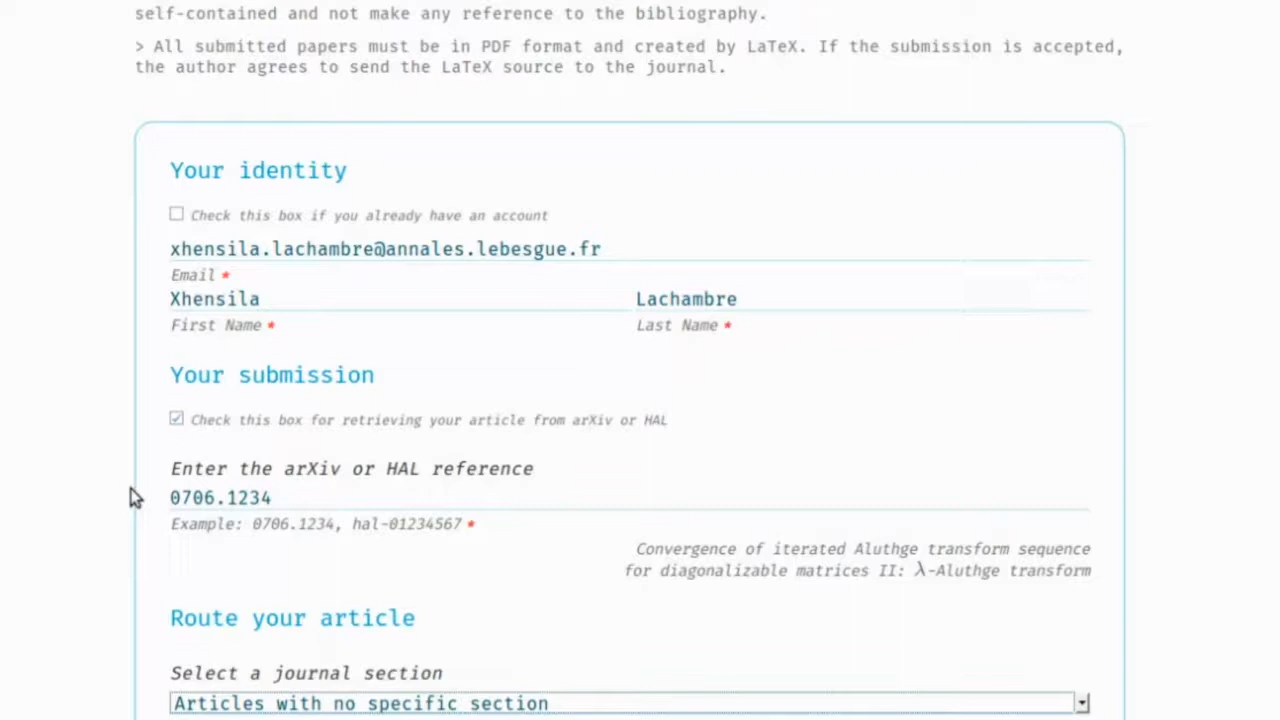 self-contained and not make any reference to the bibliography.
> All submitted papers must be in PDF format and created by LaTeX. If the submission is accepted,
the author agrees to send the LaTeX source to the journal.
Your identity
Check this box if you already have an account
xhensila.lachambre@annales.lebesgue.fr
Email *
Xhensila
First Name *
Lachambre
Last Name *
Your submission
Check this box for retrieving your article from arXiv or HAL
Enter the arXiv or HAL reference
0706.1234
Example: 0706.1234, hal-01234567 *
Convergence of iterated Aluthge transform sequence
for diagonalizable matrices II: λ-Aluthge transform
Route your article
Select a journal section
Articles with no specific section